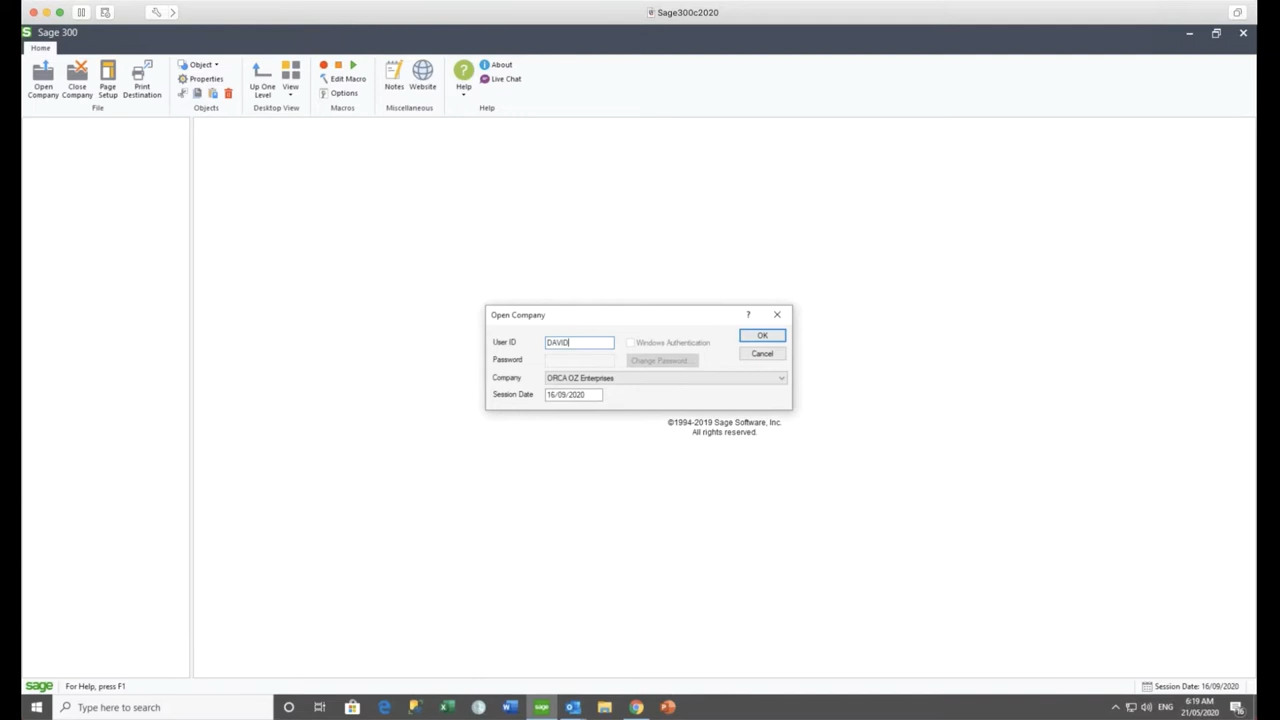 Sage300c2020
Sage 300
Home
Open Company
Close Company
Page Setup
Print Destination
File
Object
Properties
Objects
Up One Level
View
Desktop View
Edit Macro
Options
Macros
Notes
Website
Miscellaneous
Help
About
Live Chat
Help
Open Company
?
User ID
DAVID
Windows Authentication
OK
Password
Change Password...
Cancel
Company
ORCA OZ Enterprises
Session Date
16/09/2020
©1994-2019 Sage Software, Inc.
All rights reserved.
sage
For Help, press F1
Session Date: 16/09/2020
Type here to search
sage
ENG
6:19 AM
21/05/2020